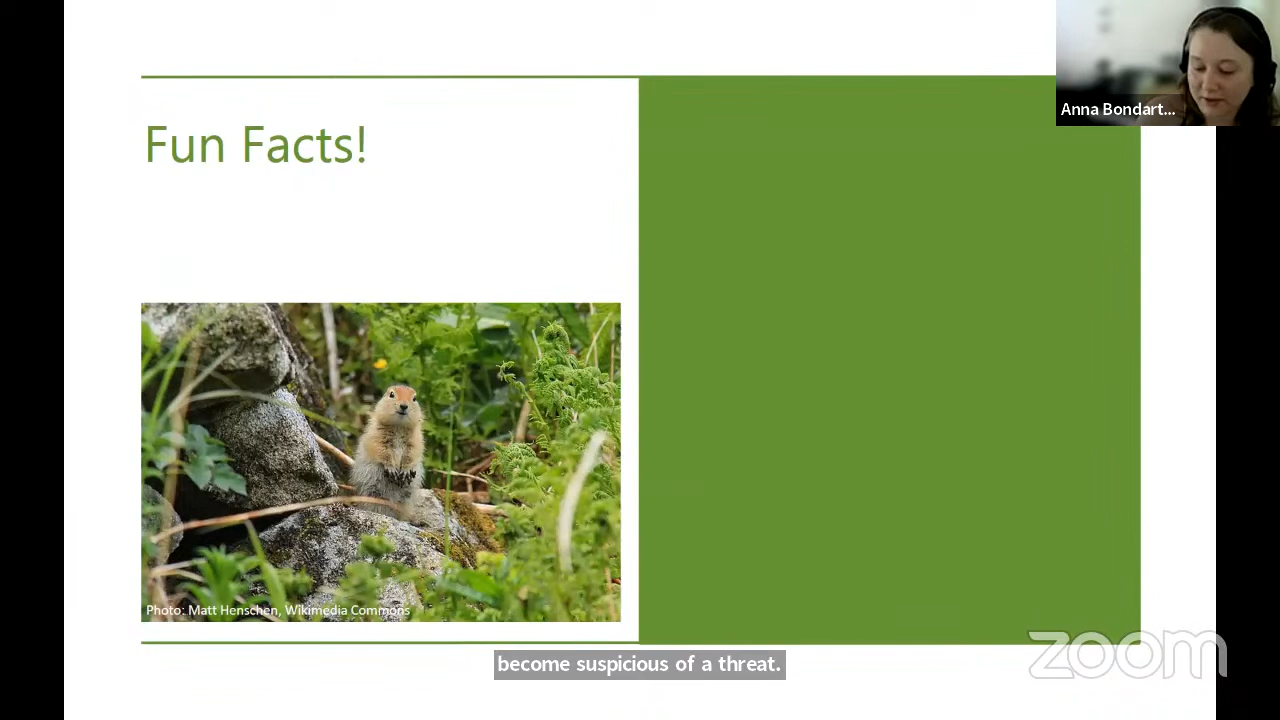 Anna Bondart...
Fun Facts!
Photo: Matt Henschen, Wikimedia Commons
become suspicious of a threat.
zoom